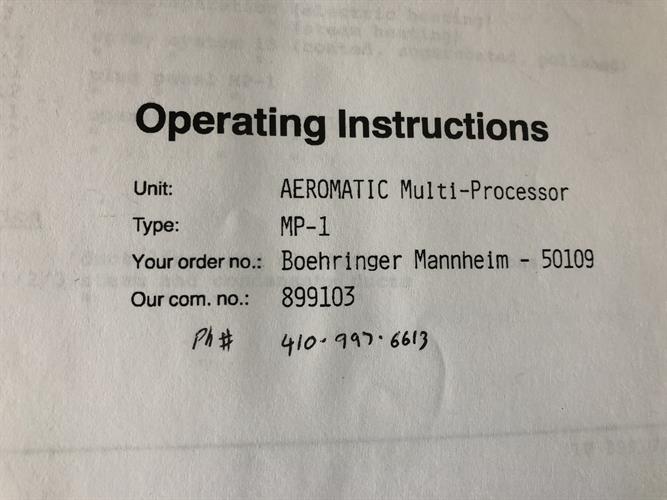 Operating Instructions
Unit: AEROMATIC Multi-Processor
Type: MP-1
Your order no.: Boehringer Mannheim - 50109
Our com. no.: 899103
Ph# 410-997-6613